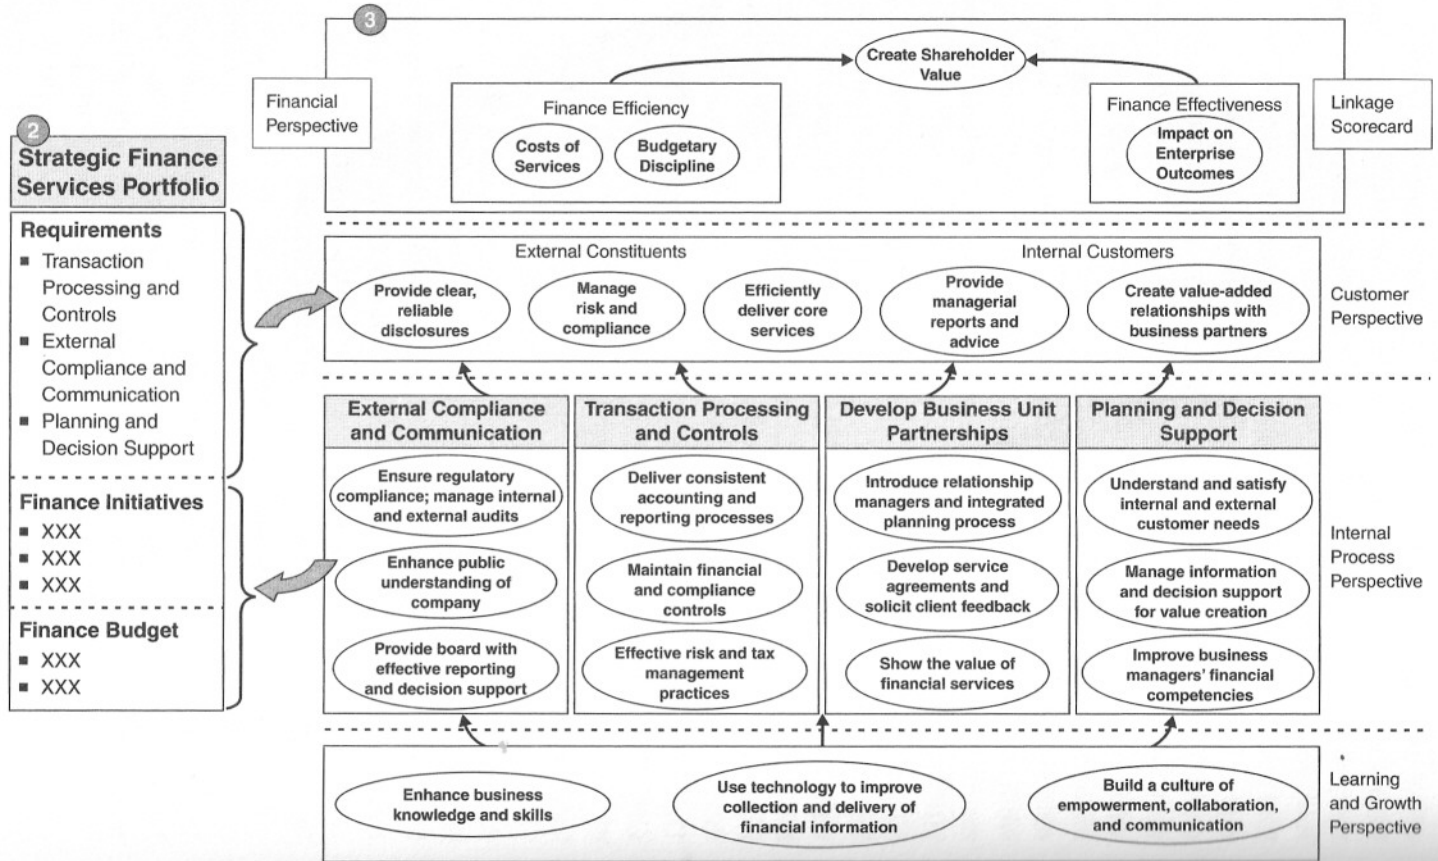 3
Create Shareholder
Value
Financial
Perspective
Finance Efficiency
Costs of
Services
Budgetary
Discipline
Finance Effectiveness
Impact on
Enterprise
Outcomes
Linkage
Scorecard
2
Strategic Finance
Services Portfolio
Requirements
■ Transaction
Processing and
Controls
■ External
Compliance and
Communication
■ Planning and
Decision Support
Finance Initiatives
■ XXX
■ XXX
■ XXX
Finance Budget
■ XXX
■ XXX
External Constituents
Internal Customers
Provide clear,
reliable
disclosures
Manage
risk and
compliance
Efficiently
deliver core
services
Provide
managerial
reports and
advice
Create value-added
relationships with
business partners
Customer
Perspective
External Compliance
and Communication
Ensure regulatory
compliance; manage internal
and external audits
Enhance public
understanding of
company
Provide board with
effective reporting
and decision support
Transaction Processing
and Controls
Deliver consistent
accounting and
reporting processes
Maintain financial
and compliance
controls
Effective risk and tax
management
practices
Develop Business Unit
Partnerships
Introduce relationship
managers and integrated
planning process
Develop service
agreements and
solicit client feedback
Show the value of
financial services
Planning and Decision
Support
Understand and satisfy
internal and external
customer needs
Manage information
and decision support
for value creation
Improve business
managers' financial
competencies
Internal
Process
Perspective
Enhance business
knowledge and skills
Use technology to improve
collection and delivery of
financial information
Build a culture of
empowerment, collaboration,
and communication
Learning
and Growth
Perspective